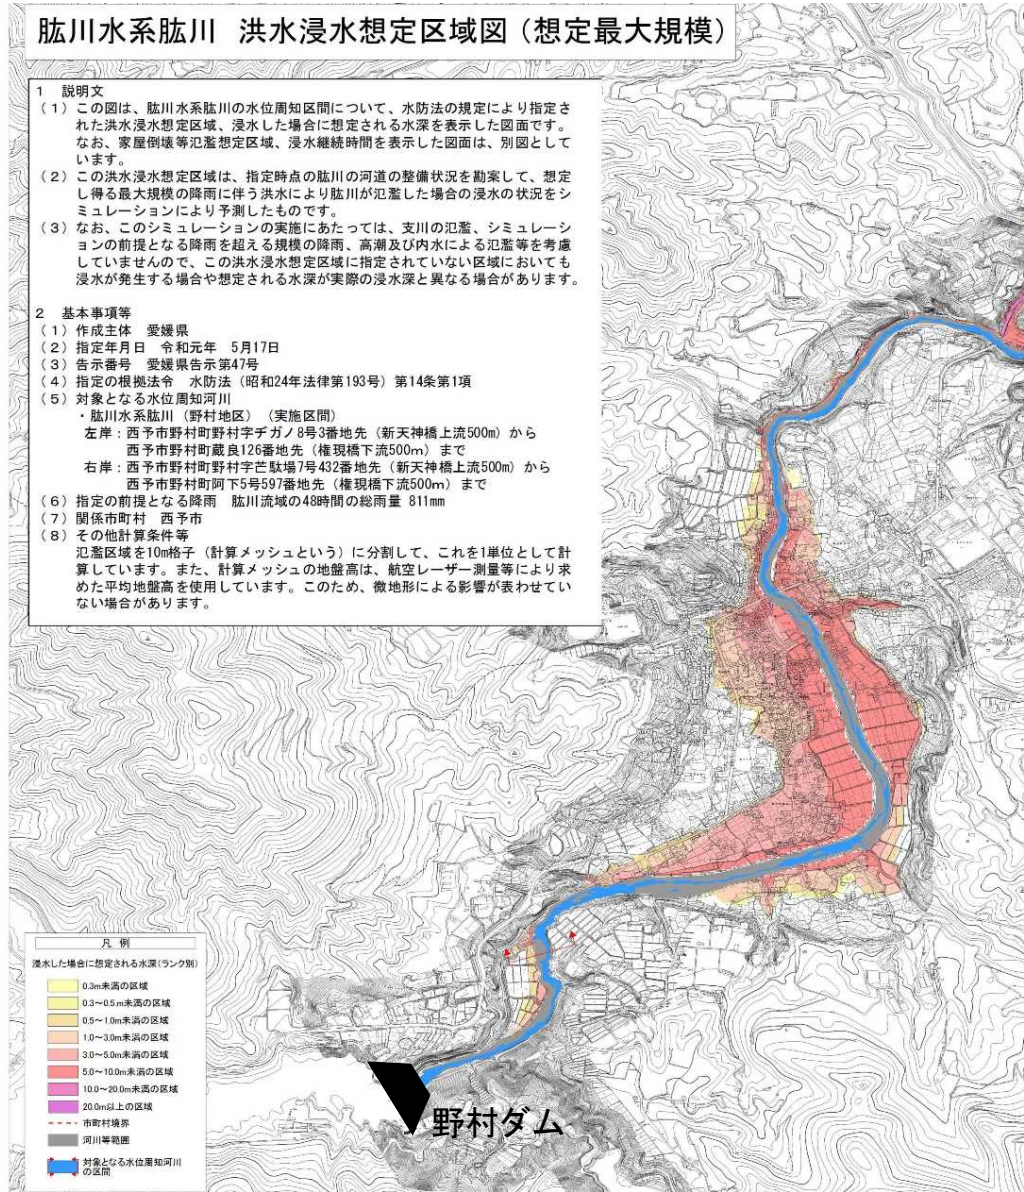 肱川水系肱川 洪水浸水想定区域図（想定最大規模）
1 説明文
（1）この図は、肱川水系肱川の水位周知区間について、水防法の規定により指定さ
れた洪水浸水想定区域、浸水した場合に想定される水深を表示した図面です。
なお、家屋倒壊等氾濫想定区域、浸水継続時間を表示した図面は、別図として
います。
（2）この洪水浸水想定区域は、指定時点の肱川の河道の整備状況を勘案して、想定
し得る最大規模の降雨に伴う洪水により肱川が氾濫した場合の浸水の状況をシ
ミュレーションにより予測したものです。
（3）なお、このシミュレーションの実施にあたっては、支川の氾濫、シミュレーシ
ョンの前提となる降雨を超える規模の降雨、高潮及び内水による氾濫等を考慮
していませんので、この洪水浸水想定区域に指定されていない区域においても
浸水が発生する場合や想定される水深が実際の浸水深と異なる場合があります。
2 基本事項等
（1）作成主体 愛媛県
（2）指定年月日 令和元年 5月17日
（3）告示番号 愛媛県告示第47号
（4）指定の根拠法令 水防法（昭和24年法律第193号）第14条第1項
（5）対象となる水位周知河川
・肱川水系肱川（野村地区）（実施区間）
左岸：西予市野村町野村字デガノ8号3番地先（新天神橋上流500m）から
西予市野村町蔵良126番地先（権現橋下流500m）まで
右岸：西予市野村町野村字芒駄場7号432番地先（新天神橋上流500m）から
西予市野村町阿下5号597番地先（権現橋下流500m）まで
（6）指定の前提となる降雨 肱川流域の48時間の総雨量 811mm
（7）関係市町村 西予市
（8）その他計算条件等
氾濫区域を10m格子（計算メッシュという）に分割して、これを1単位として計
算しています。また、計算メッシュの地盤高は、航空レーザー測量等により求
めた平均地盤高を使用しています。このため、微地形による影響が表わせてい
ない場合があります。
凡 例
浸水した場合に想定される水深（ランク別）
0.3m未満の区域
0.3～0.5m未満の区域
0.5～1.0m未満の区域
1.0～3.0m未満の区域
3.0～5.0m未満の区域
5.0～10.0m未満の区域
10.0～20.0m未満の区域
20.0m以上の区域
市町村境界
河川等範囲
対象となる水位周知河川
の区間
野村ダム